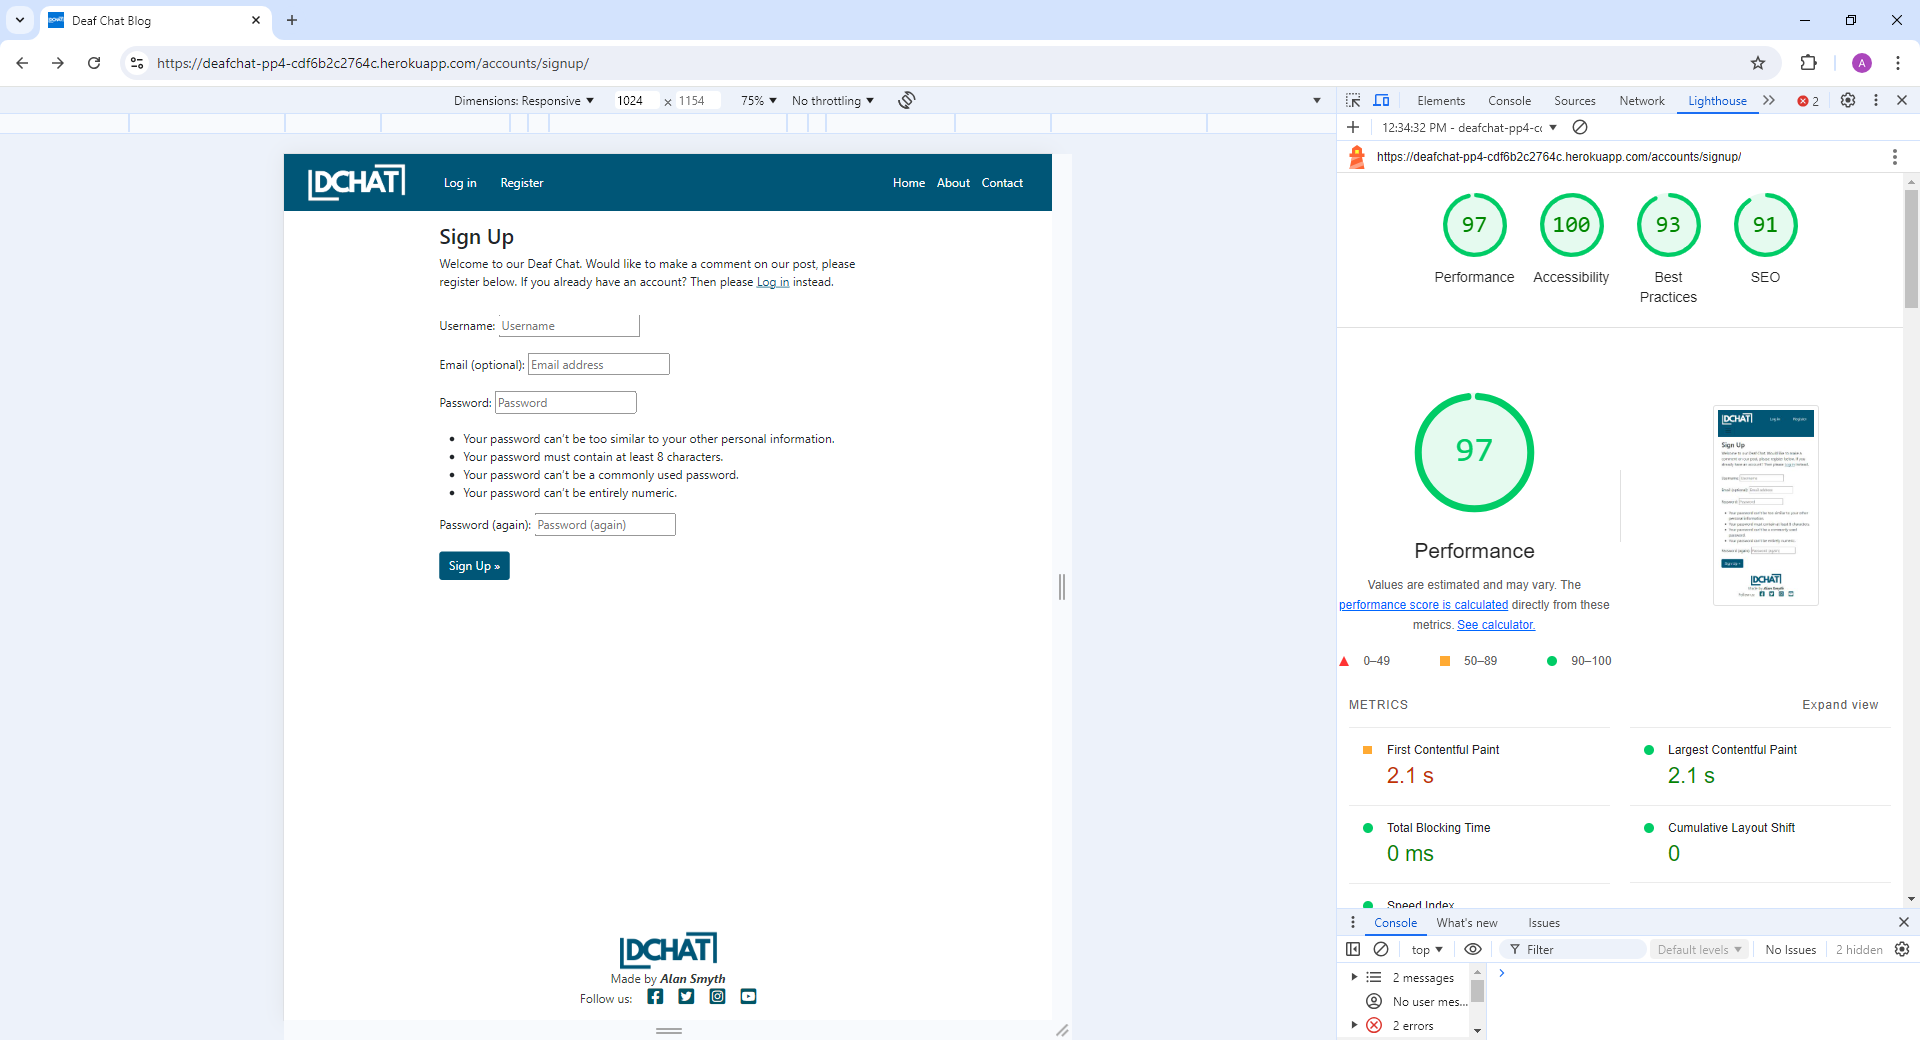 Deaf Chat Blog
https://deafchat-pp4-cdf6b2c2764c.herokuapp.com/accounts/signup/
A
Dimensions: Responsive 1024 × 1154 75% No throttling
Elements Console Sources Network Lighthouse 2
12:34:32 PM - deafchat-pp4-cc
https://deafchat-pp4-cdf6b2c2764c.herokuapp.com/accounts/signup/
DCHAT Log in Register Home About Contact
Sign Up
Welcome to our Deaf Chat. Would like to make a comment on our post, please
register below. If you already have an account? Then please Log in instead.
Username: Username
Email (optional): Email address
Password: Password
Your password can't be too similar to your other personal information.
Your password must contain at least 8 characters.
Your password can't be a commonly used password.
Your password can't be entirely numeric.
Password (again): Password (again)
Sign Up »
DCHAT
Made by Alan Smyth
Follow us:
97 100 93 91
Performance Accessibility Best Practices SEO
97
Performance
Values are estimated and may vary. The
performance score is calculated directly from these
metrics. See calculator.
0–49 50–89 90–100
METRICS Expand view
First Contentful Paint
2.1 s
Largest Contentful Paint
2.1 s
Total Blocking Time
0 ms
Cumulative Layout Shift
0
Speed Index
Console What's new Issues
top Filter Default levels No Issues 2 hidden
2 messages
No user mes...
2 errors